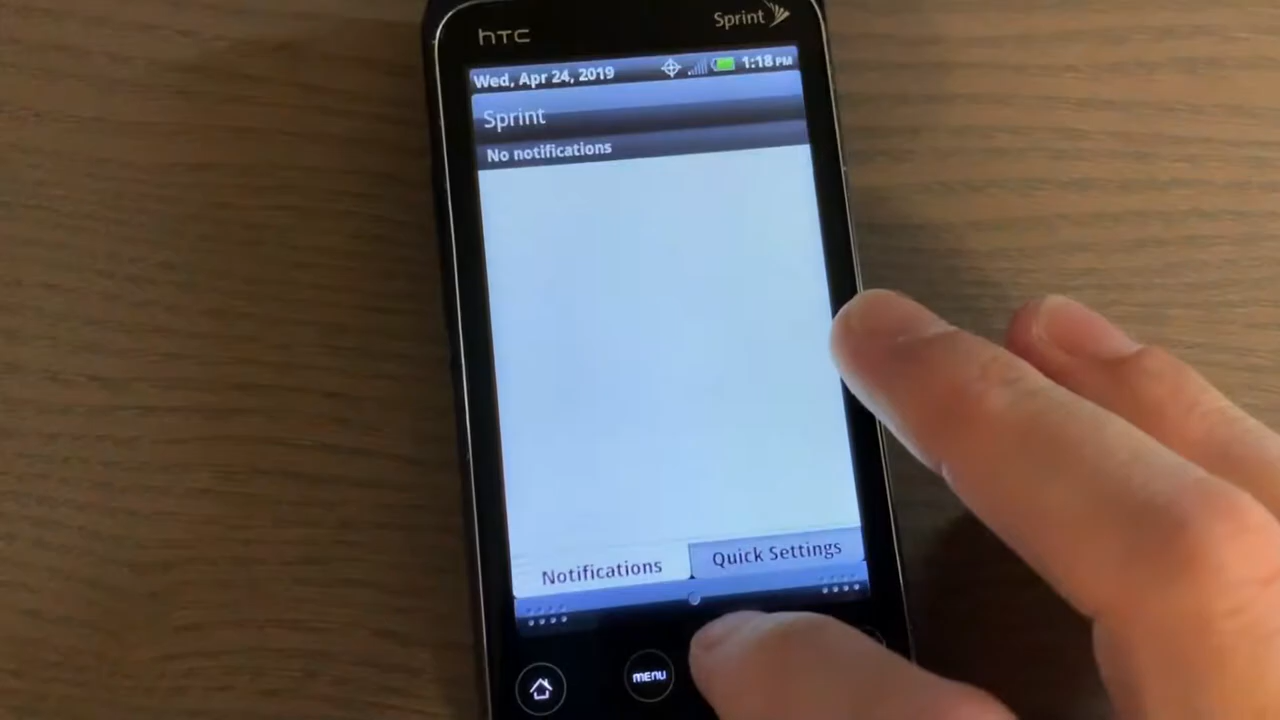 hTC
Sprint
Wed, Apr 24, 2019 1:18 PM
Sprint
No notifications
Notifications
Quick Settings
MENU